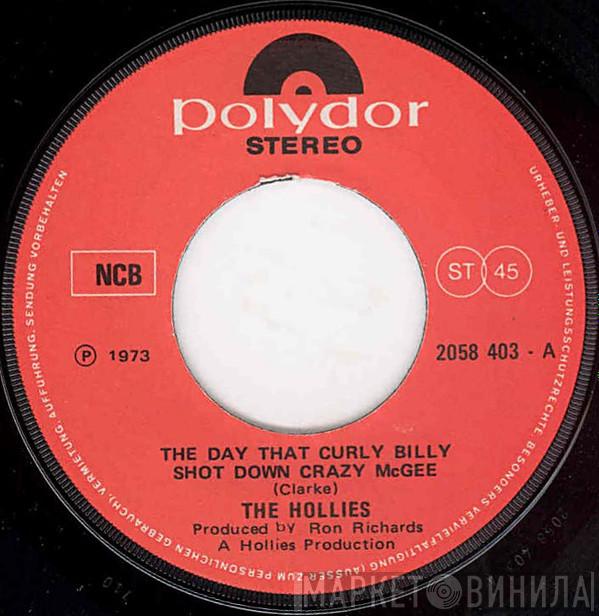 polydor
STEREO
NCB
ST 45
℗ 1973
2058 403 - A
THE DAY THAT CURLY BILLY
SHOT DOWN CRAZY McGEE
(Clarke)
THE HOLLIES
Produced by Ron Richards
A Hollies Production
URHEBER- UND LEISTUNGSSCHUTZRECHTE, BESONDERS VERVIELFÄLTIGUNG (AUSSER ZUM PERSÖNLICHEN GEBRAUCH), VERMIETUNG, AUFFÜHRUNG, SENDUNG VORBEHALTEN
2058 403
МАРКЕТ ВИНИЛА